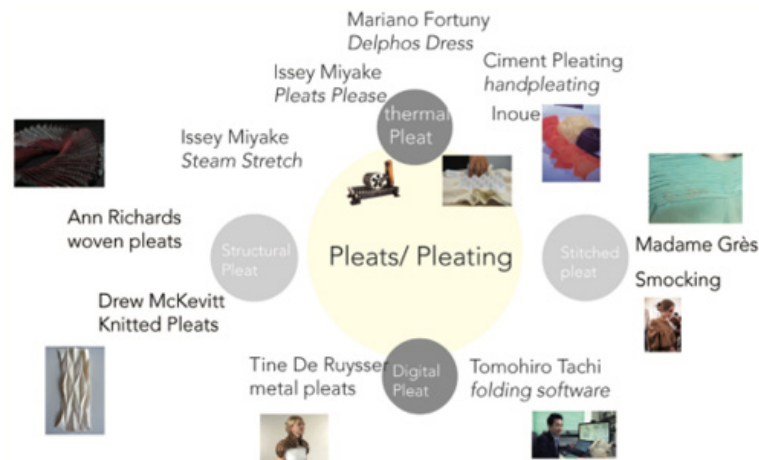 Mariano Fortuny
Delphos Dress
Issey Miyake
Pleats Please
Ciment Pleating
handpleating
Inoue
thermal
Pleat
Issey Miyake
Steam Stretch
Ann Richards
woven pleats
Structural
Pleat
Pleats/ Pleating
Stitched
pleat
Madame Grès
Smocking
Drew McKevitt
Knitted Pleats
Tine De Ruysser
metal pleats
Digital
Pleat
Tomohiro Tachi
folding software